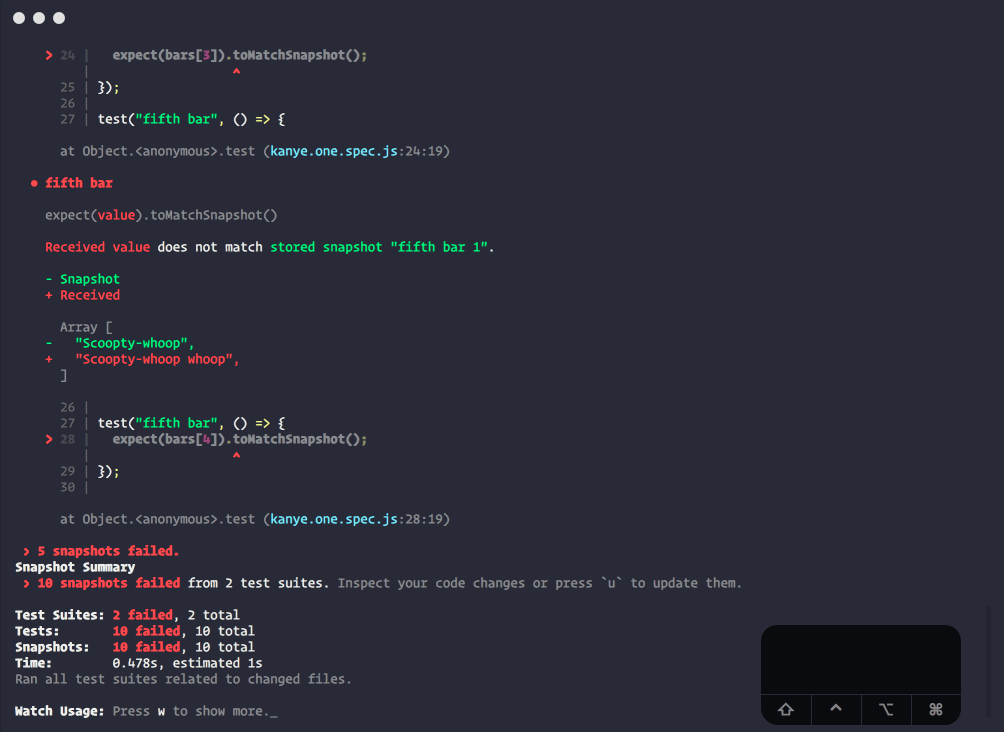 > 24 |   expect(bars[3]).toMatchSnapshot();
|                   ^
25 | });
26 |
27 | test("fifth bar", () => {
at Object.<anonymous>.test (kanye.one.spec.js:24:19)
● fifth bar
expect(value).toMatchSnapshot()
Received value does not match stored snapshot "fifth bar 1".
- Snapshot
+ Received
Array [
-   "Scoopty-whoop",
+   "Scoopty-whoop whoop",
]
26 |
27 | test("fifth bar", () => {
> 28 |   expect(bars[4]).toMatchSnapshot();
|                   ^
29 | });
30 |
at Object.<anonymous>.test (kanye.one.spec.js:28:19)
> 5 snapshots failed.
Snapshot Summary
> 10 snapshots failed from 2 test suites. Inspect your code changes or press `u` to update them.
Test Suites: 2 failed, 2 total
Tests:       10 failed, 10 total
Snapshots:   10 failed, 10 total
Time:        0.478s, estimated 1s
Ran all test suites related to changed files.
Watch Usage: Press w to show more._
⇧ ^ ⌥ ⌘